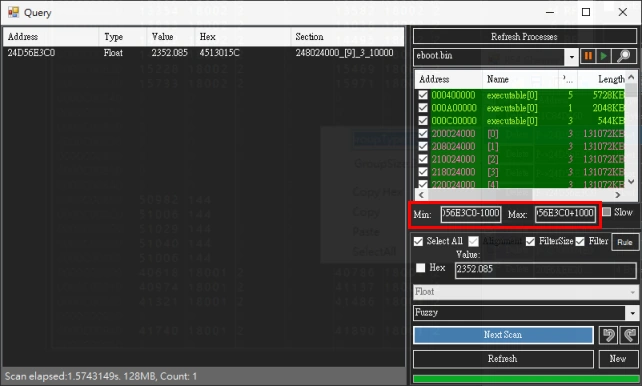 Query
Address Type Value Hex Section
24D56E3C0 Float 2352.085 4513015C 248024000_[9]_3_10000
Scan elapsed:1.5743149s. 128MB, Count: 1
Refresh Processes
eboot.bin
Address Name Length
000400000 executable[0] 5 5728KB
000A00000 executable[0] 1 2048KB
000C00000 executable[0] 3 544KB
200024000 [0] 3 131072KB
208024000 [1] 3 131072KB
210024000 [2] 3 131072KB
218024000 [3] 3 131072KB
220024000 [4] 3 131072KB
Min: 056E3C0-1000 Max: 056E3C0+1000 Slow
Select All Alignment FilterSize Filter Rule
Value:
Hex 2352.085
Float
Fuzzy
Next Scan
Refresh New